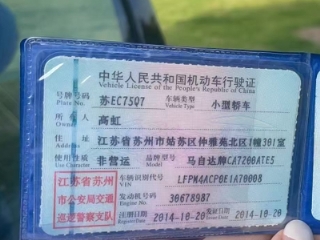 中华人民共和国机动车行驶证
Vehicle License of the People's Republic of China
号牌号码 苏EC75Q7 车辆类型 小型轿车
Plate No. Vehicle Type
所有人 高虹
Owner
住址 江苏省苏州市姑苏区仲雅苑北区1幢301室
Address
使用性质 非营运 品牌型号 马自达牌CA7200ATE5
Use Character Model
江苏省苏州 车辆识别代号 LFPM4ACP0E1A70008
市公安局交通 VIN
巡逻警察支队 发动机号码 30678987
Engine No.
注册日期 2014-10-20 发证日期 2014-10-20
Register Date Issue Date